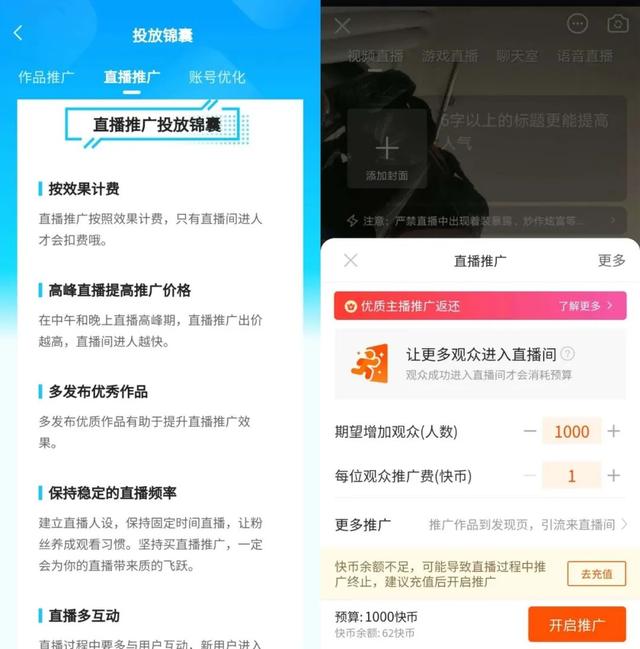 投放锦囊
作品推广 直播推广 账号优化
直播推广投放锦囊
按效果计费
直播推广按照效果计费，只有直播间进人
才会扣费哦。
高峰直播提高推广价格
在中午和晚上直播高峰期，直播推广出价
越高，直播间进人越快。
多发布优秀作品
多发布优质作品有助于提升直播推广效
果。
保持稳定的直播频率
建立直播人设，保持固定时间直播，让粉
丝养成观看习惯。坚持买直播推广，一定
会为你的直播带来质的飞跃。
直播多互动
直播过程中要多与用户互动，新用户进入
视频直播 游戏直播 聊天室 语音直播
6字以上的标题更能提高
人气
添加封面
注意：严禁直播中出现着装暴露、炒作炫富等...
直播推广 更多
优质主播推广返还 了解更多
让更多观众进入直播间
观众成功进入直播间才会消耗预算
期望增加观众(人数) — 1000 +
每位观众推广费(快币) — 1 +
更多推广 推广作品到发现页，引流来直播间
快币余额不足，可能导致直播过程中推
广终止，建议充值后开启推广
去充值
预算: 1000快币
快币余额: 62快币
开启推广